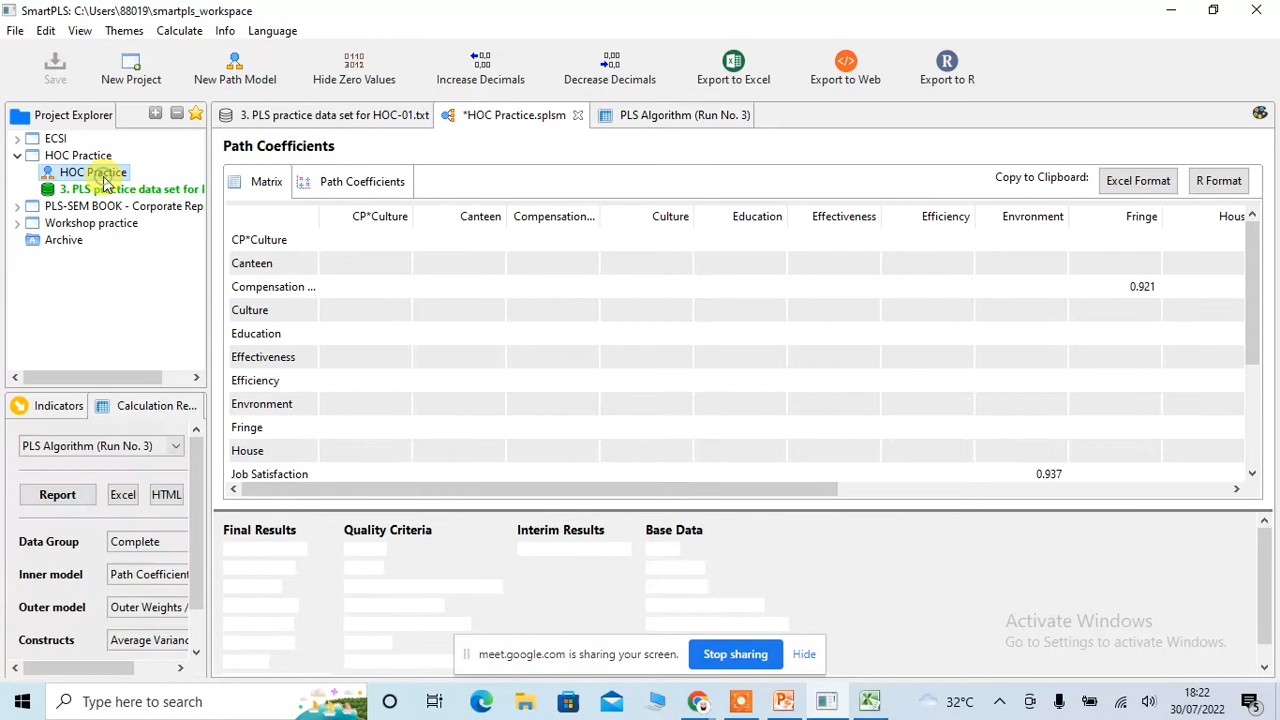 SmartPLS: C:\Users\88019\smartpls_workspace
File Edit View Themes Calculate Info Language
Save New Project New Path Model Hide Zero Values Increase Decimals Decrease Decimals Export to Excel Export to Web Export to R
Project Explorer
3. PLS practice data set for HOC-01.txt *HOC Practice.splsm PLS Algorithm (Run No. 3)
ECSI
HOC Practice
HOC Practice
3. PLS practice data set for
PLS-SEM BOOK - Corporate Rep
Workshop practice
Archive
Path Coefficients
Matrix Path Coefficients Copy to Clipboard: Excel Format R Format
CP*Culture Canteen Compensation... Culture Education Effectiveness Efficiency Envronment Fringe Hous
CP*Culture
Canteen
Compensation ... 0.921
Culture
Education
Effectiveness
Efficiency
Envronment
Fringe
House
Job Satisfaction 0.937
Indicators Calculation Re...
PLS Algorithm (Run No. 3)
Report Excel HTML
Data Group Complete
Inner model Path Coefficient
Outer model Outer Weights /
Constructs Average Varianc
Final Results Quality Criteria Interim Results Base Data
Activate Windows
Go to Settings to activate Windows.
meet.google.com is sharing your screen. Stop sharing Hide
Type here to search
32°C
18:22
30/07/2022
5